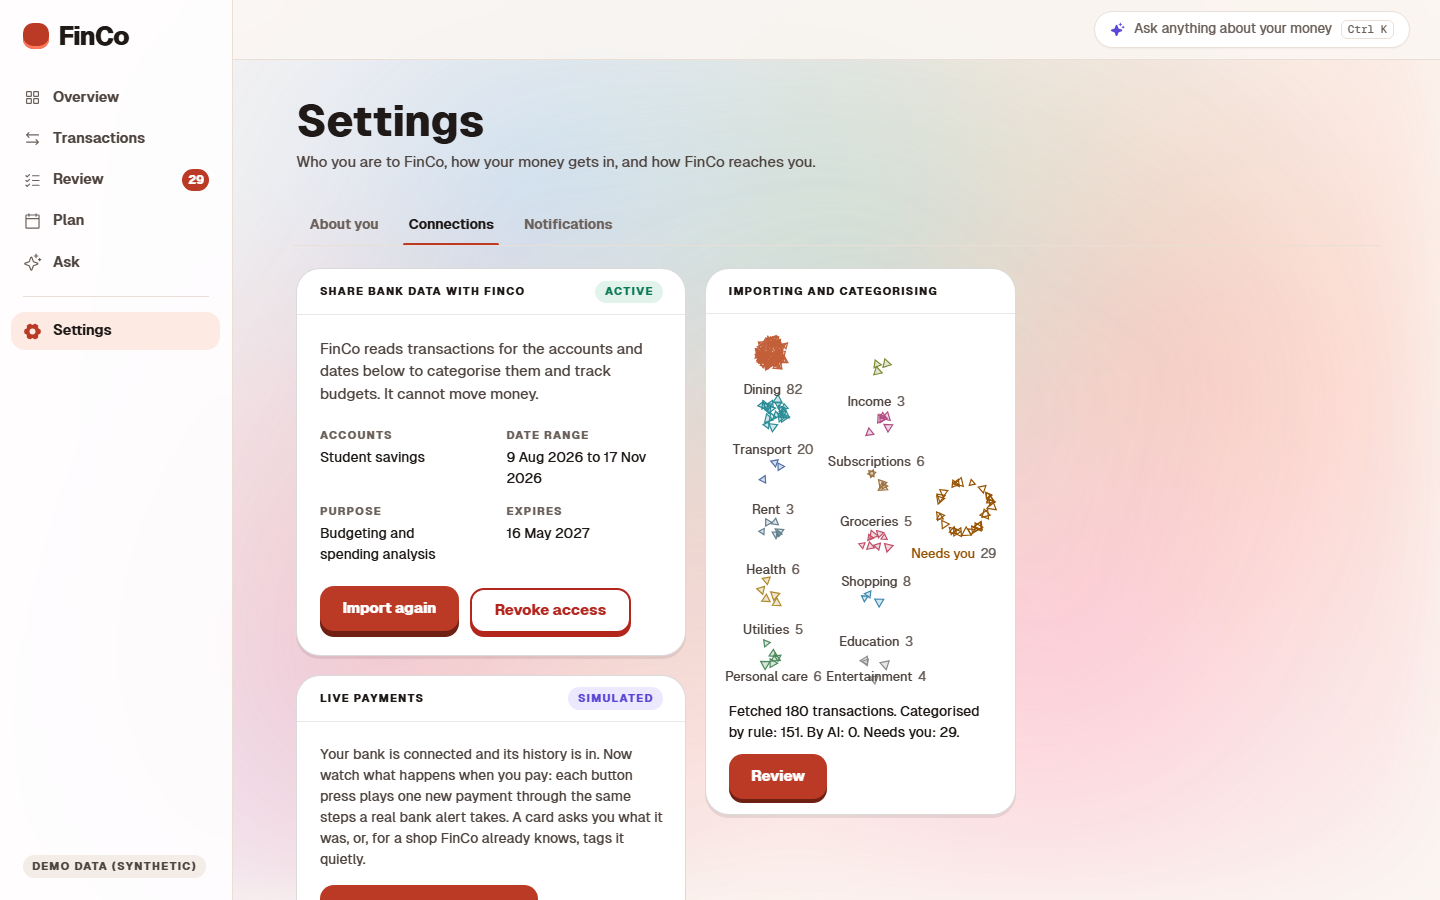 FinCo
Overview
Transactions
Review 29
Plan
Ask
Settings
DEMO DATA (SYNTHETIC)
Ask anything about your money Ctrl K
Settings
Who you are to FinCo, how your money gets in, and how FinCo reaches you.
About you Connections Notifications
SHARE BANK DATA WITH FINCO ACTIVE
FinCo reads transactions for the accounts and
dates below to categorise them and track
budgets. It cannot move money.
ACCOUNTS
Student savings
DATE RANGE
9 Aug 2026 to 17 Nov
2026
PURPOSE
Budgeting and
spending analysis
EXPIRES
16 May 2027
Import again Revoke access
LIVE PAYMENTS SIMULATED
Your bank is connected and its history is in. Now
watch what happens when you pay: each button
press plays one new payment through the same
steps a real bank alert takes. A card asks you what it
was, or, for a shop FinCo already knows, tags it
quietly.
IMPORTING AND CATEGORISING
Dining 82
Income 3
Transport 20
Subscriptions 6
Rent 3
Groceries 5
Needs you 29
Health 6
Shopping 8
Utilities 5
Education 3
Personal care 6 Entertainment 4
Fetched 180 transactions. Categorised
by rule: 151. By AI: 0. Needs you: 29.
Review